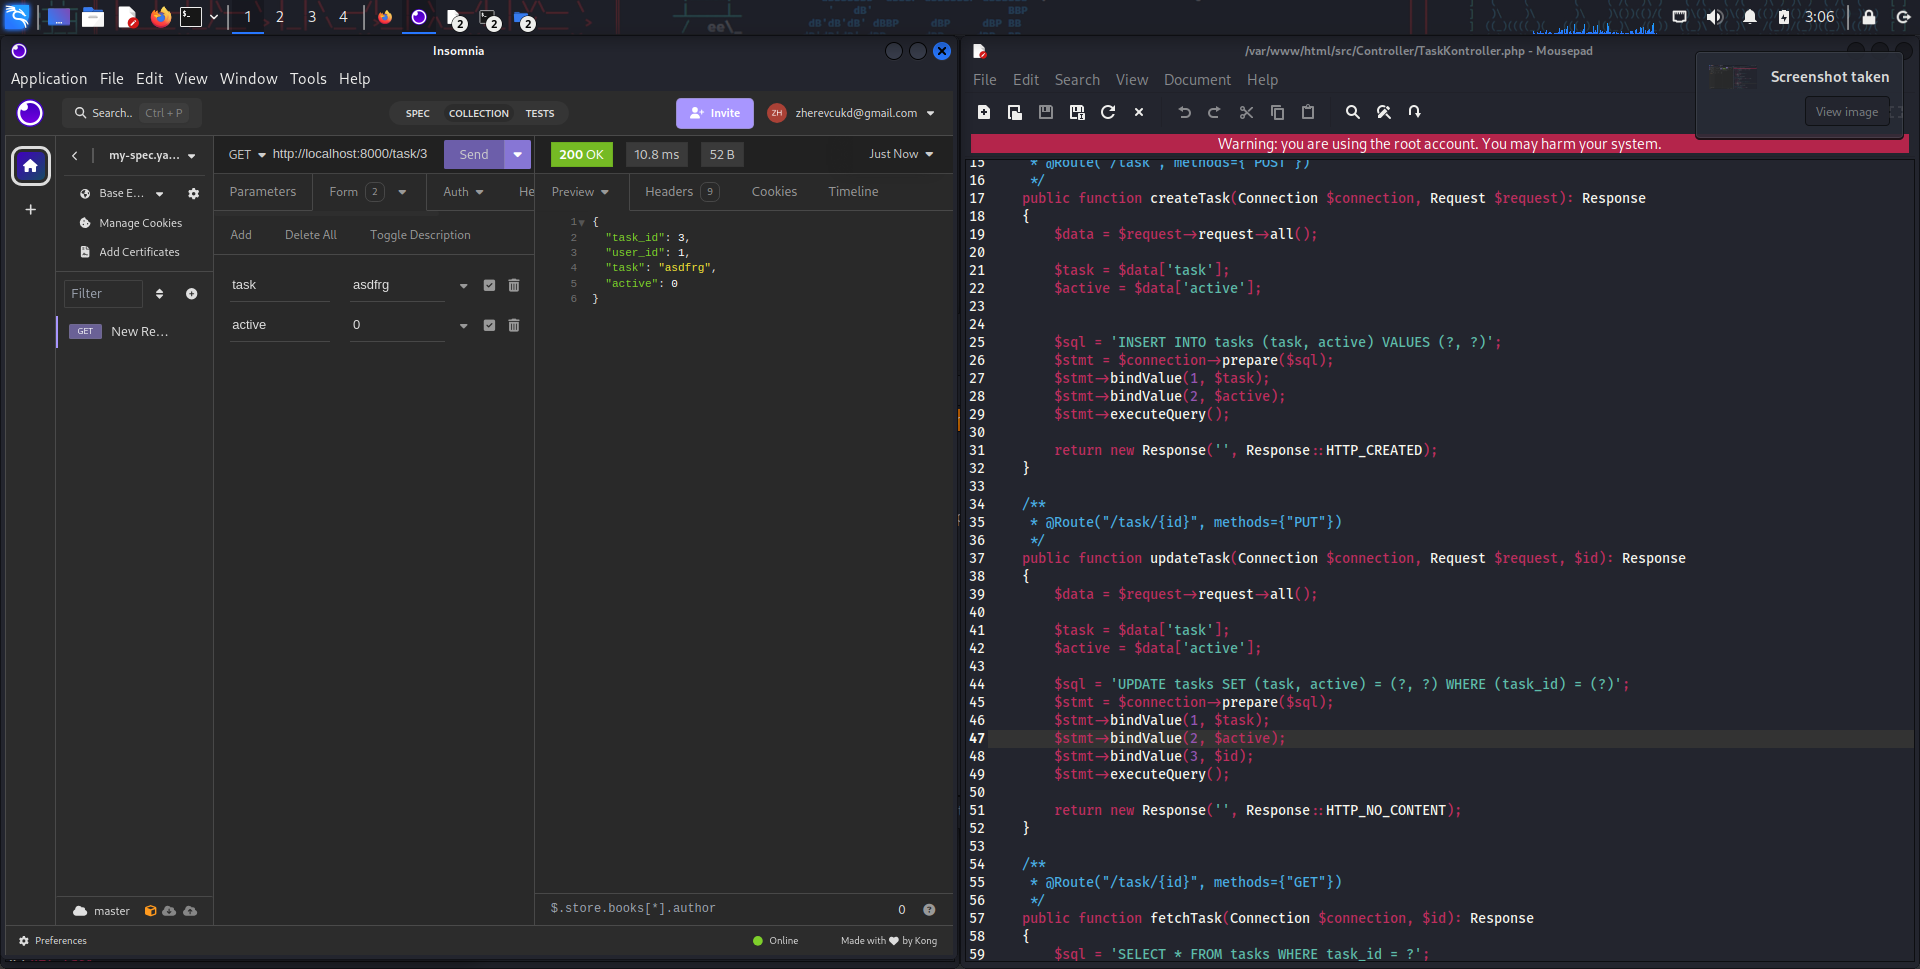 1 2 3 4
2 2 2
3:06
Insomnia
Application File Edit View Window Tools Help
Search.. Ctrl + P
SPEC COLLECTION TESTS
Invite
ZH zherevcukd@gmail.com
my-spec.ya...
GET http://localhost:8000/task/3 Send
200 OK 10.8 ms 52 B Just Now
Base E...
Manage Cookies
Add Certificates
Filter
GET New Re...
Parameters Form 2 Auth He
Add Delete All Toggle Description
task asdfrg
active 0
Preview Headers 9 Cookies Timeline
1 {
2 "task_id": 3,
3 "user_id": 1,
4 "task": "asdfrg",
5 "active": 0
6 }
$.store.books[*].author 0
master
Preferences Online Made with by Kong
/var/www/html/src/Controller/TaskKontroller.php - Mousepad
File Edit Search View Document Help
Screenshot taken
View image
Warning: you are using the root account. You may harm your system.
15 * @Route("/task", methods={"POST"})
16 */
17 public function createTask(Connection $connection, Request $request): Response
18 {
19 $data = $request->request->all();
20
21 $task = $data['task'];
22 $active = $data['active'];
23
24
25 $sql = 'INSERT INTO tasks (task, active) VALUES (?, ?)';
26 $stmt = $connection->prepare($sql);
27 $stmt->bindValue(1, $task);
28 $stmt->bindValue(2, $active);
29 $stmt->executeQuery();
30
31 return new Response('', Response::HTTP_CREATED);
32 }
33
34 /**
35 * @Route("/task/{id}", methods={"PUT"})
36 */
37 public function updateTask(Connection $connection, Request $request, $id): Response
38 {
39 $data = $request->request->all();
40
41 $task = $data['task'];
42 $active = $data['active'];
43
44 $sql = 'UPDATE tasks SET (task, active) = (?, ?) WHERE (task_id) = (?)';
45 $stmt = $connection->prepare($sql);
46 $stmt->bindValue(1, $task);
47 $stmt->bindValue(2, $active);
48 $stmt->bindValue(3, $id);
49 $stmt->executeQuery();
50
51 return new Response('', Response::HTTP_NO_CONTENT);
52 }
53
54 /**
55 * @Route("/task/{id}", methods={"GET"})
56 */
57 public function fetchTask(Connection $connection, $id): Response
58 {
59 $sql = 'SELECT * FROM tasks WHERE task_id = ?';